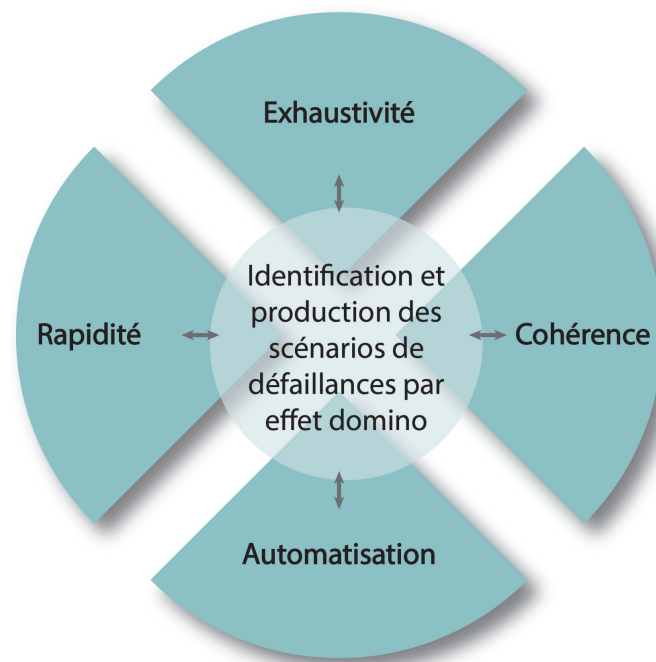 Exhaustivité
Identification et
production des
scénarios de
défaillances par
effet domino
Rapidité
Cohérence
Automatisation